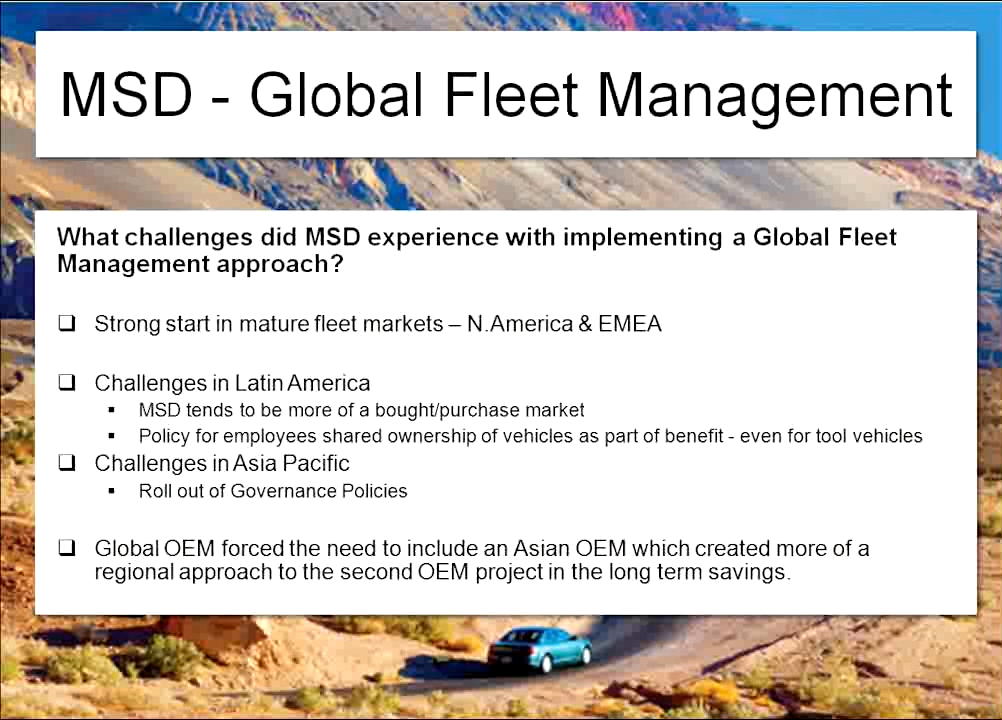 MSD - Global Fleet Management
What challenges did MSD experience with implementing a Global Fleet
Management approach?
❑ Strong start in mature fleet markets – N.America & EMEA
❑ Challenges in Latin America
▪ MSD tends to be more of a bought/purchase market
▪ Policy for employees shared ownership of vehicles as part of benefit - even for tool vehicles
❑ Challenges in Asia Pacific
▪ Roll out of Governance Policies
❑ Global OEM forced the need to include an Asian OEM which created more of a
regional approach to the second OEM project in the long term savings.